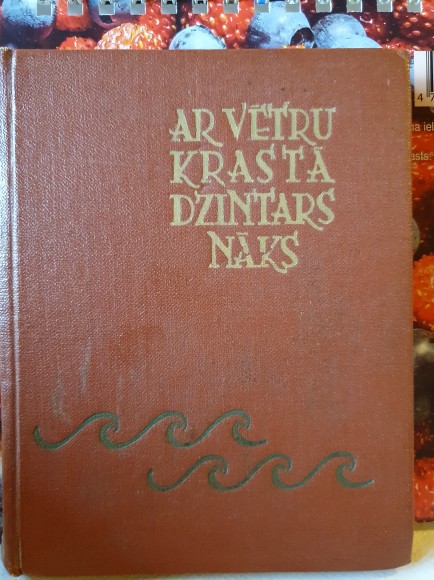 AR VĒTRU
KRASTĀ
DZINTARS
NĀKS